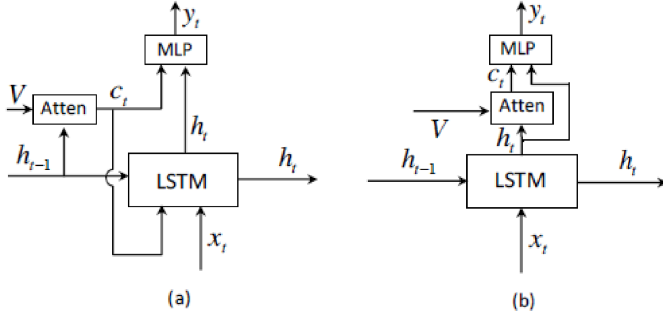 y_t
MLP
V
Atten
c_t
h_t
h_{t-1}
LSTM
h_t
x_t
(a)
y_t
MLP
c_t
Atten
V
h_t
h_{t-1}
LSTM
h_t
x_t
(b)